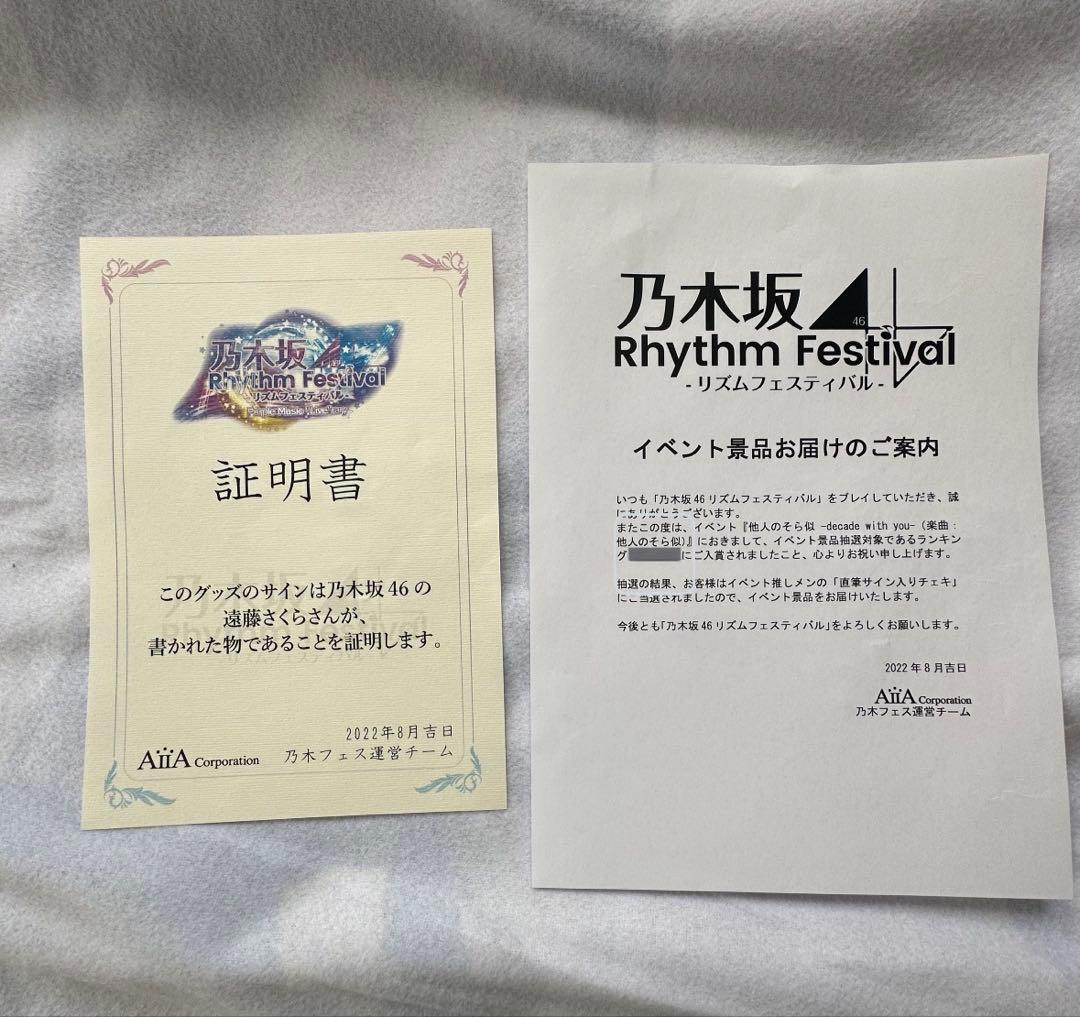 乃木坂46
Rhythm Festival
-リズムフェスティバル-
証明書
このグッズのサインは乃木坂46の
遠藤さくらさんが、
書かれた物であることを証明します。
2022年8月吉日
AiiA Corporation 乃木フェス運営チーム
乃木坂46
Rhythm Festival
-リズムフェスティバル-
イベント景品お届けのご案内
いつも「乃木坂46リズムフェスティバル」をプレイしていただき、誠
にありがとうございます。
またこの度は、イベント『他人のそら似 -decade with you-(楽曲:
他人のそら似)』におきまして、イベント景品抽選対象であるランキン
グ にご入賞されましたこと、心よりお祝い申し上げます。
抽選の結果、お客様はイベント推しメンの「直筆サイン入りチェキ」
にご当選されましたので、イベント景品をお届けいたします。
今後とも「乃木坂46リズムフェスティバル」をよろしくお願いします。
2022年8月吉日
AiiA Corporation
乃木フェス運営チーム